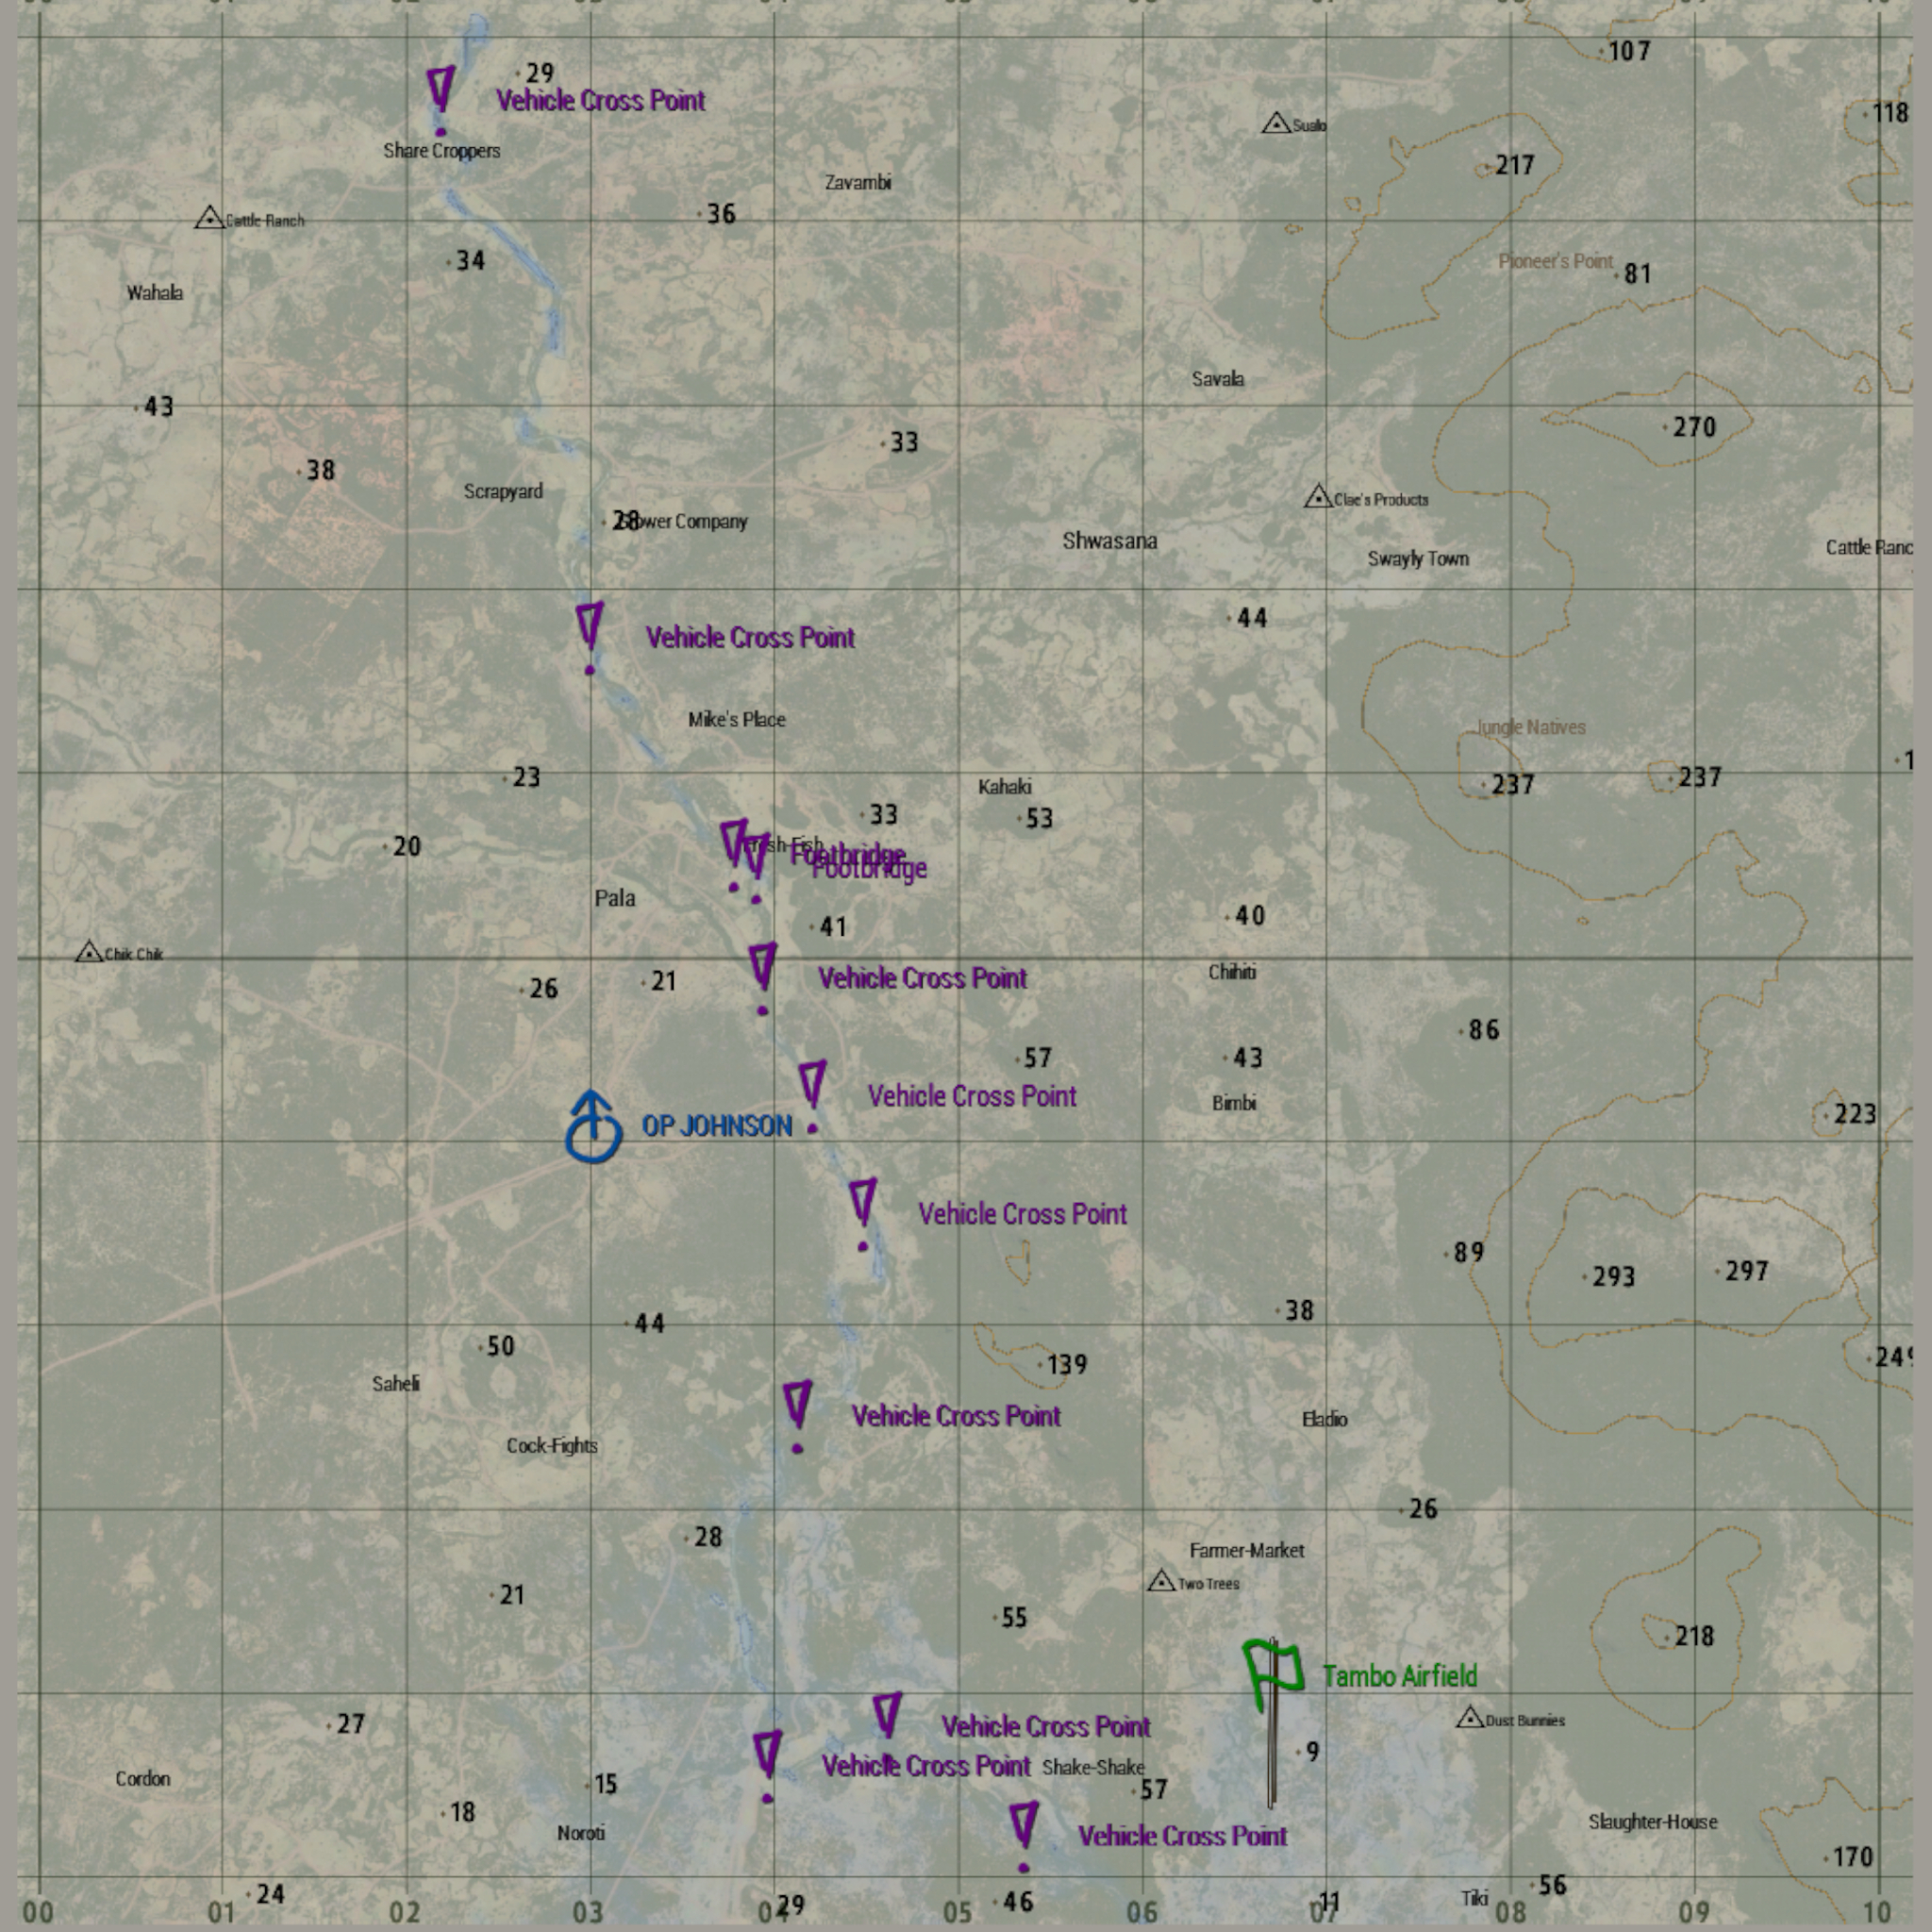 107
29
Vehicle Cross Point
118
Sualo
Share Croppers
217
Zavambi
36
Cattle Ranch
34
Pioneer's Point
81
Wahala
Savala
43
270
33
38
Scrapyard
Clae's Products
28
Company
Shwasana
Cattle
Swayly Town
44
Vehicle Cross Point
Mike's Place
Jungle Natives
23
237
237
Kahaki
33
53
20
Fish
Footbridge
Footbridge
Pala
40
41
Chik Chik
Chihiti
Vehicle Cross Point
26
21
86
57
43
Vehicle Cross Point
Bimbi
223
OP JOHNSON
Vehicle Cross Point
89
293
297
38
44
50
139
249
Saheli
Vehicle Cross Point
Eladio
Cock-Fights
26
28
Farmer-Market
Two Trees
21
55
218
Tambo Airfield
27
Vehicle Cross Point
Dust Bunnies
9
Vehicle Cross Point
Shake-Shake
Cordon
15
57
18
Slaughter-House
Noroti
Vehicle Cross Point
170
24
29
46
11
Tiki
56
00 01 02 03 04 05 06 07 08 09 10